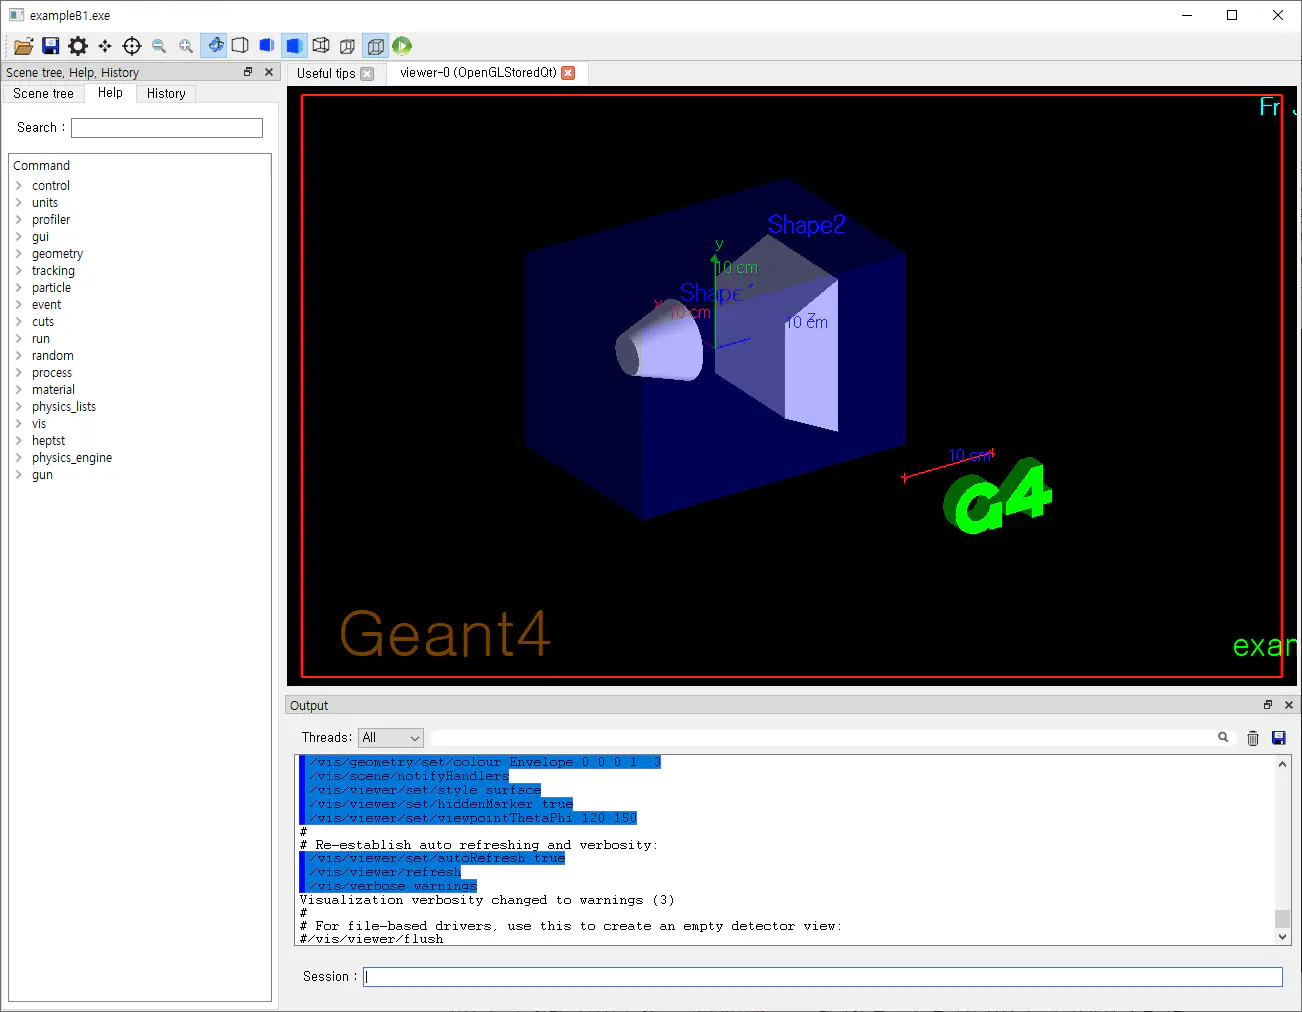 exampleB1.exe
Scene tree, Help, History
Useful tips
viewer-0 (OpenGLStoredQt)
Scene tree
Help
History
Search :
Command
control
units
profiler
gui
geometry
tracking
particle
event
cuts
run
random
process
material
physics_lists
vis
heptst
physics_engine
gun
Fr
Shape2
y
10 cm
Shape
x
10 cm
z
10 cm
10 cm
G4
Geant4
exam
Output
Threads: All
/vis/geometry/set/colour Envelope 0 0 0 1 .3
/vis/scene/notifyHandlers
/vis/viewer/set/style surface
/vis/viewer/set/hiddenMarker true
/vis/viewer/set/viewpointThetaPhi 120 150
#
# Re-establish auto refreshing and verbosity:
/vis/viewer/set/autoRefresh true
/vis/viewer/refresh
/vis/verbose warnings
Visualization verbosity changed to warnings (3)
#
# For file-based drivers, use this to create an empty detector view:
#/vis/viewer/flush
Session :